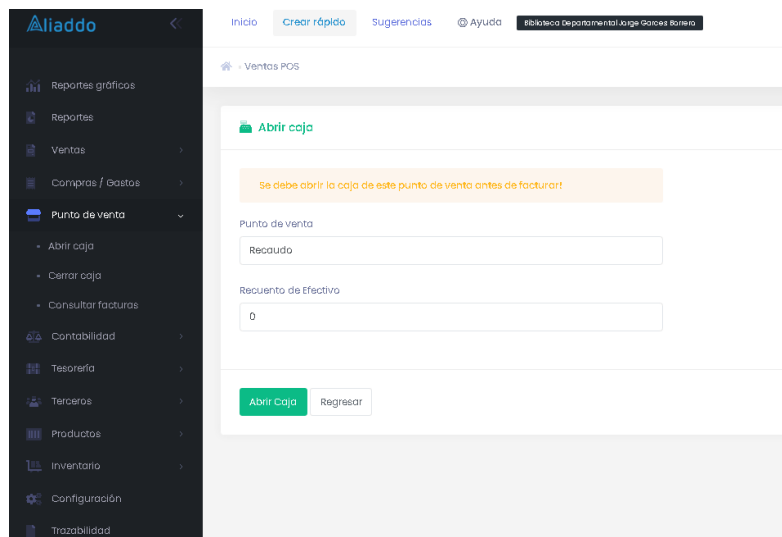 Aliaddo
Inicio
Crear rápido
Sugerencias
Ayuda
Biblioteca Departamental Jorge Garces Borrero
Ventas POS
Reportes gráficos
Reportes
Ventas
Compras / Gastos
Punto de venta
Abrir caja
Cerrar caja
Consultar facturas
Contabilidad
Tesorería
Terceros
Productos
Inventario
Configuración
Trazabilidad
Abrir caja
Se debe abrir la caja de este punto de venta antes de facturar!
Punto de venta
Recaudo
Recuento de Efectivo
0
Abrir Caja
Regresar